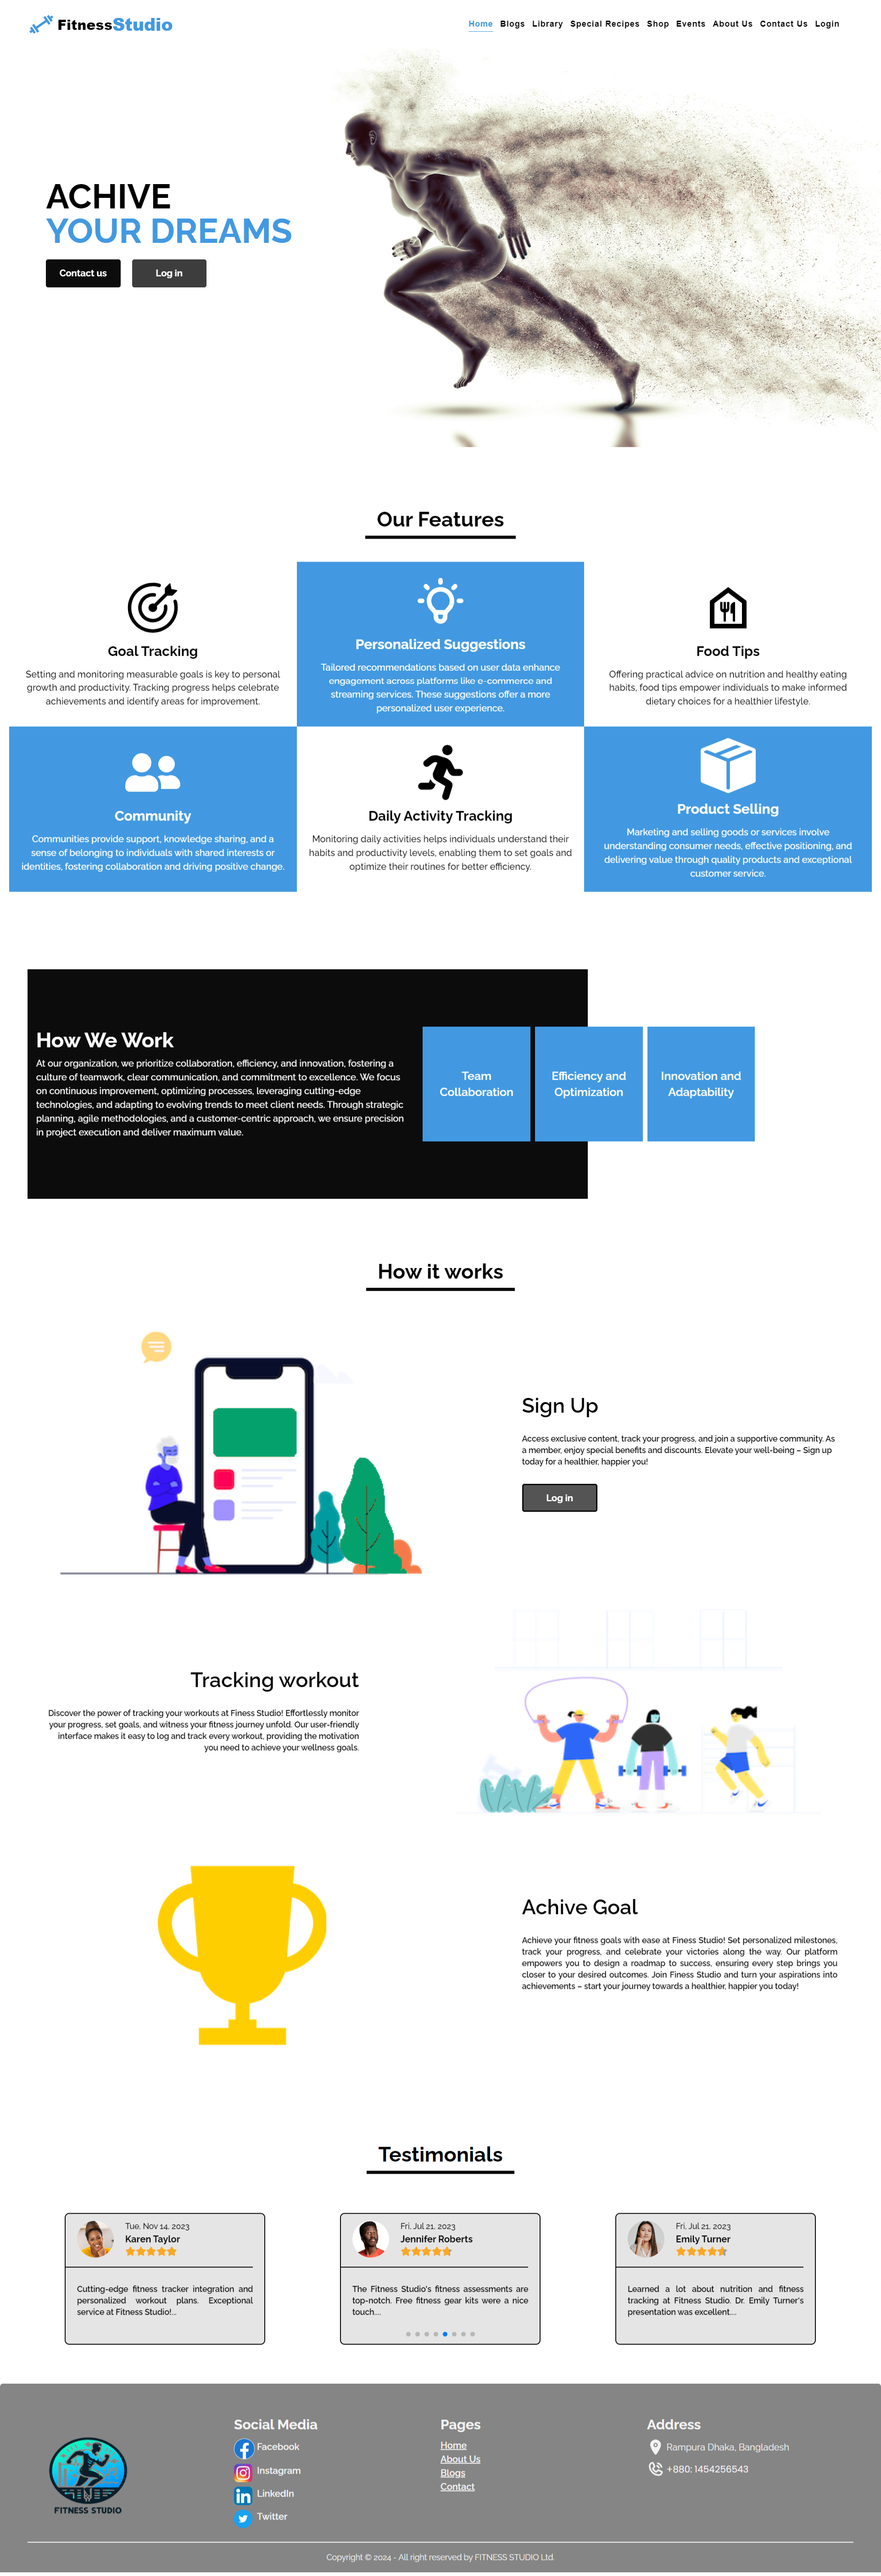 FitnessStudio
Home Blogs Library Special Recipes Shop Events About Us Contact Us Login
ACHIVE
YOUR DREAMS
Contact us
Log in
Our Features
Goal Tracking
Setting and monitoring measurable goals is key to personal
growth and productivity. Tracking progress helps celebrate
achievements and identify areas for improvement.
Personalized Suggestions
Tailored recommendations based on user data enhance
engagement across platforms like e-commerce and
streaming services. These suggestions offer a more
personalized user experience.
Food Tips
Offering practical advice on nutrition and healthy eating
habits, food tips empower individuals to make informed
dietary choices for a healthier lifestyle.
Community
Communities provide support, knowledge sharing, and a
sense of belonging to individuals with shared interests or
identities, fostering collaboration and driving positive change.
Daily Activity Tracking
Monitoring daily activities helps individuals understand their
habits and productivity levels, enabling them to set goals and
optimize their routines for better efficiency.
Product Selling
Marketing and selling goods or services involve
understanding consumer needs, effective positioning, and
delivering value through quality products and exceptional
customer service.
How We Work
At our organization, we prioritize collaboration, efficiency, and innovation, fostering a
culture of teamwork, clear communication, and commitment to excellence. We focus
on continuous improvement, optimizing processes, leveraging cutting-edge
technologies, and adapting to evolving trends to meet client needs. Through strategic
planning, agile methodologies, and a customer-centric approach, we ensure precision
in project execution and deliver maximum value.
Team
Collaboration
Efficiency and
Optimization
Innovation and
Adaptability
How it works
Sign Up
Access exclusive content, track your progress, and join a supportive community. As
a member, enjoy special benefits and discounts. Elevate your well-being – Sign up
today for a healthier, happier you!
Log in
Tracking workout
Discover the power of tracking your workouts at Finess Studio! Effortlessly monitor
your progress, set goals, and witness your fitness journey unfold. Our user-friendly
interface makes it easy to log and track every workout, providing the motivation
you need to achieve your wellness goals.
Achive Goal
Achieve your fitness goals with ease at Finess Studio! Set personalized milestones,
track your progress, and celebrate your victories along the way. Our platform
empowers you to design a roadmap to success, ensuring every step brings you
closer to your desired outcomes. Join Finess Studio and turn your aspirations into
achievements – start your journey towards a healthier, happier you today!
Testimonials
Tue, Nov 14, 2023
Karen Taylor
Cutting-edge fitness tracker integration and
personalized workout plans. Exceptional
service at Fitness Studio!...
Fri, Jul 21, 2023
Jennifer Roberts
The Fitness Studio's fitness assessments are
top-notch. Free fitness gear kits were a nice
touch....
Fri, Jul 21, 2023
Emily Turner
Learned a lot about nutrition and fitness
tracking at Fitness Studio. Dr. Emily Turner's
presentation was excellent....
FITNESS STUDIO
Social Media
Facebook
Instagram
LinkedIn
Twitter
Pages
Home
About Us
Blogs
Contact
Address
Rampura Dhaka, Bangladesh
+880: 1454256543
Copyright © 2024 - All right reserved by FITNESS STUDIO Ltd.